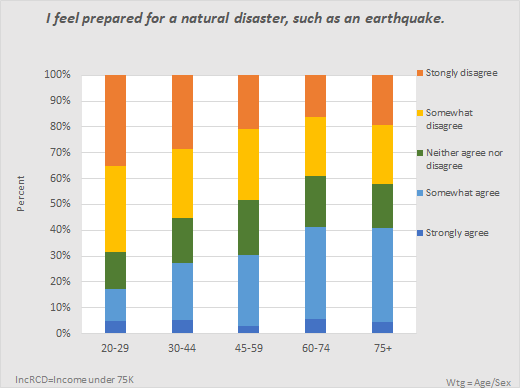 I feel prepared for a natural disaster, such as an earthquake.
100%
90%
80%
70%
60%
50%
40%
30%
20%
10%
0%
Percent
20-29
30-44
45-59
60-74
75+
Stongly disagree
Somewhat
disagree
Neither agree nor
disagree
Somewhat agree
Strongly agree
IncRCD=Income under 75K
Wtg = Age/Sex